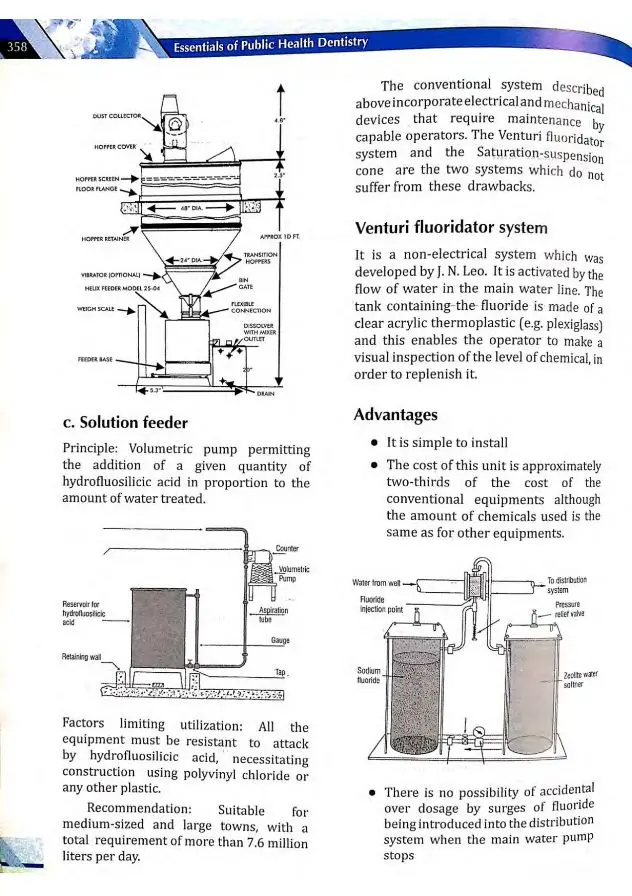 358
Essentials of Public Health Dentistry
DUST COLLECTOR
4.6"
HOPPER COVER
HOPPER SCREEN
2.5"
FLOOR FLANGE
48" DIA.
HOPPER RETAINER
APPROX 1D FT.
24" DIA.
TRANSITION
HOPPERS
VIBRATOR (OPTIONAL)
BIN
GATE
HELIX FEEDER MODEL 25-04
WEIGH SCALE
FLEXIBLE
CONNECTION
DISSOLVER
WITH MIXER
OUTLET
FEEDER BASE
20"
5.3"
DRAIN
c. Solution feeder
Principle: Volumetric pump permitting
the addition of a given quantity of
hydrofluosilicic acid in proportion to the
amount of water treated.
Counter
Volumetric
Pump
Reservoir for
hydrofluosilicic
acid
Aspiration
tube
Gauge
Retaining wall
Tap
Factors limiting utilization: All the
equipment must be resistant to attack
by hydrofluosilicic acid, necessitating
construction using polyvinyl chloride or
any other plastic.
Recommendation: Suitable for
medium-sized and large towns, with a
total requirement of more than 7.6 million
liters per day.
The conventional system described
above incorporate electrical and mechanical
devices that require maintenance by
capable operators. The Venturi fluoridator
system and the Saturation-suspension
cone are the two systems which do not
suffer from these drawbacks.
Venturi fluoridator system
It is a non-electrical system which was
developed by J. N. Leo. It is activated by the
flow of water in the main water line. The
tank containing the fluoride is made of a
clear acrylic thermoplastic (e.g. plexiglass)
and this enables the operator to make a
visual inspection of the level of chemical, in
order to replenish it.
Advantages
• It is simple to install
• The cost of this unit is approximately
two-thirds of the cost of the
conventional equipments although
the amount of chemicals used is the
same as for other equipments.
Water from well
To distribution
system
Fluoride
injection point
Pressure
relief valve
Sodium
fluoride
Zeolite water
softner
• There is no possibility of accidental
over dosage by surges of fluoride
being introduced into the distribution
system when the main water pump
stops